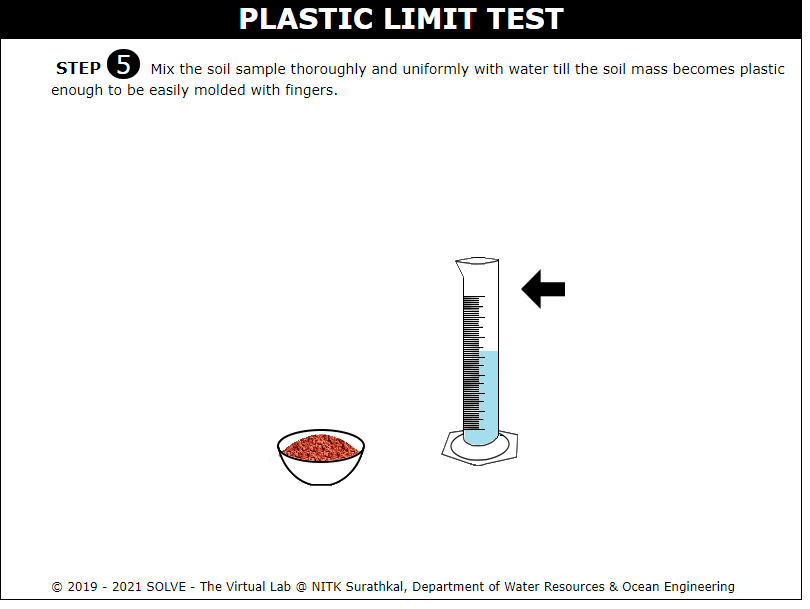 PLASTIC LIMIT TEST
STEP 5 Mix the soil sample thoroughly and uniformly with water till the soil mass becomes plastic
enough to be easily molded with fingers.
© 2019 - 2021 SOLVE - The Virtual Lab @ NITK Surathkal, Department of Water Resources & Ocean Engineering